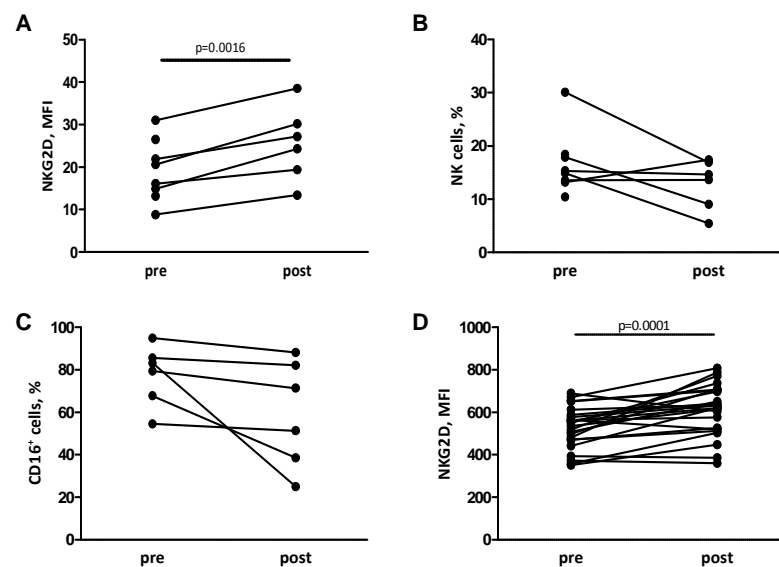 A
p=0.0016
NKG2D, MFI
50
40
30
20
10
0
pre post
B
NK cells, %
40
30
20
10
0
pre post
C
CD16⁺ cells, %
100
80
60
40
20
0
pre post
D
p=0.0001
NKG2D, MFI
1000
800
600
400
200
0
pre post